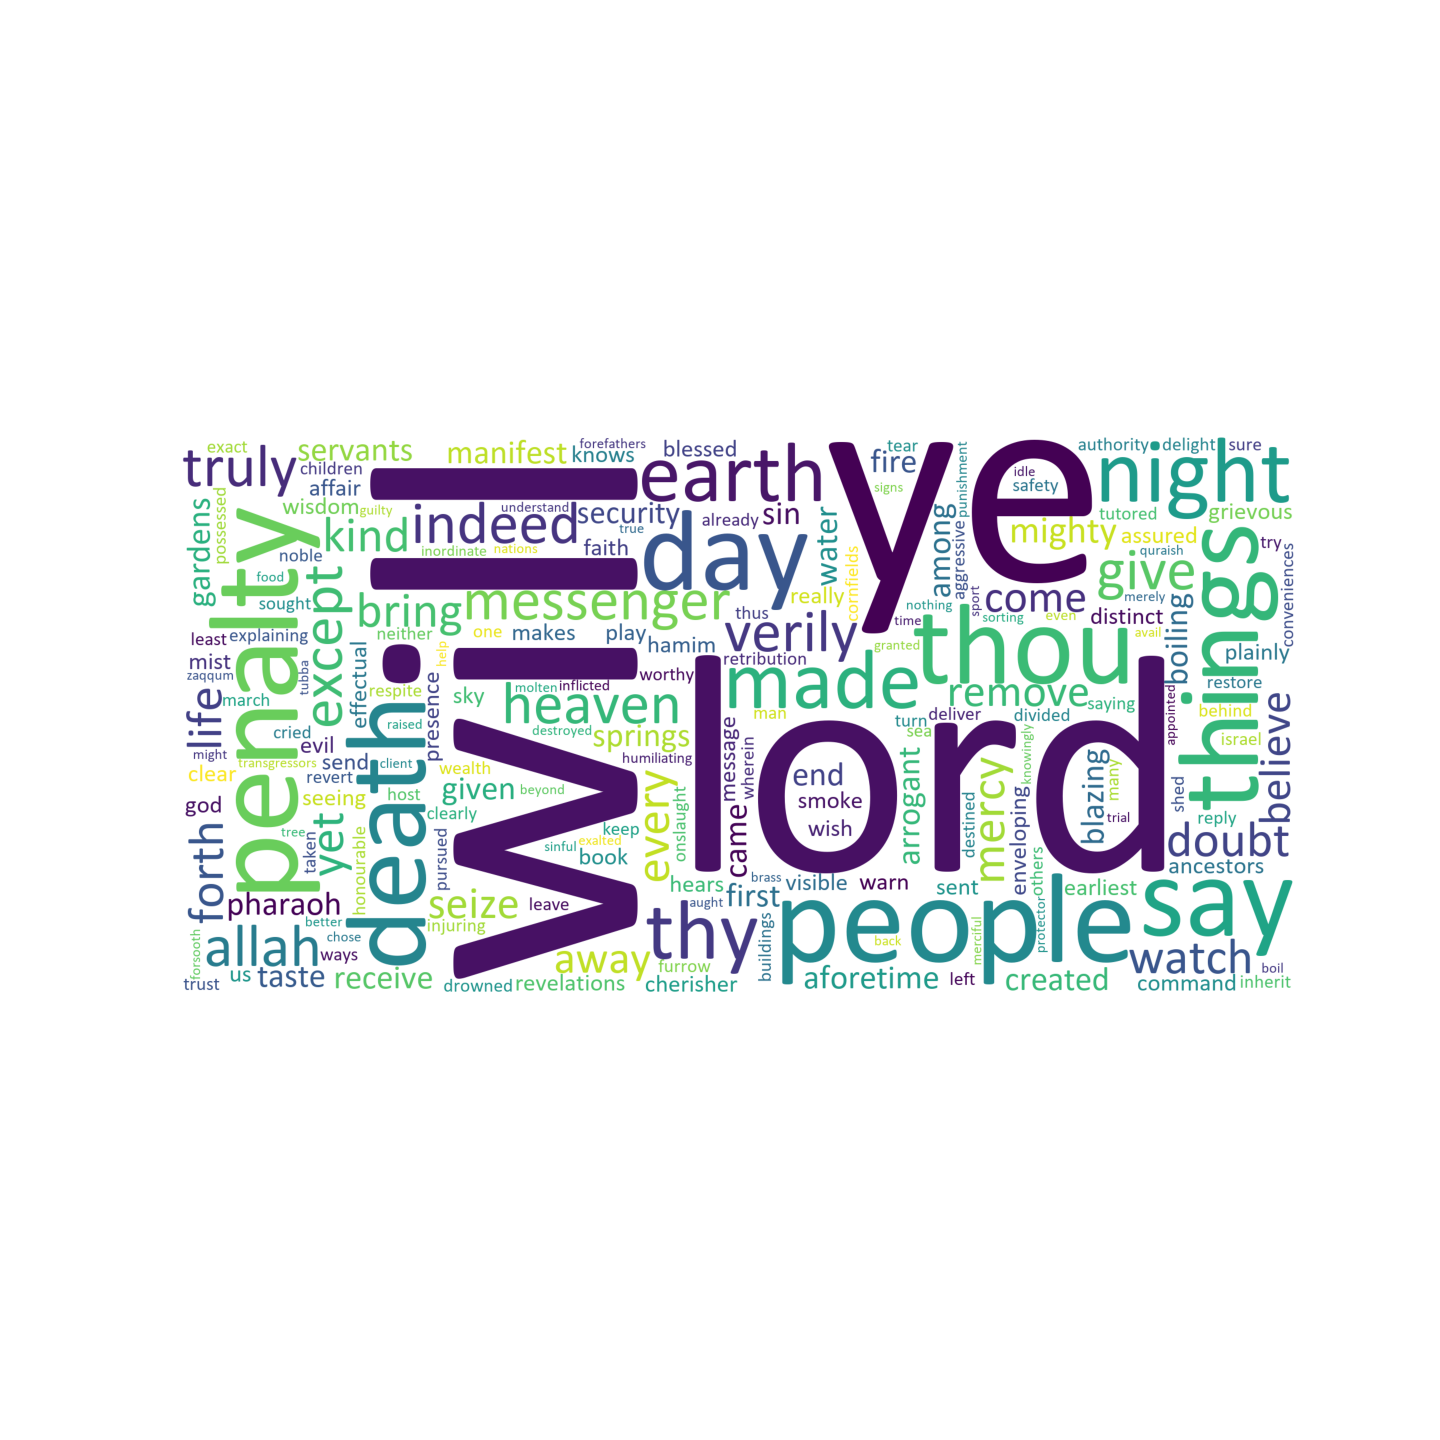 ye
will
lord
people
thou
penalty
death
things
day
say
night
made
thy
earth
indeed
messenger
verily
heaven
truly
servants
manifest
knows
forefathers
blessed
exact
children
affair
wisdom
guilty
understand
security
already
sin
fire
tear
signs
punishment
idle
safety
authority
delight
sure
tutored
grievous
mighty
assured
quraish
try
gardens
possessed
noble
kind
inordinate
nations
faith
true
water
cornfields
among
aggressive
sport
come
give
merely
conveniences
food
sought
except
bring
really
thus
nothing
time
sorting
even
distinct
boiling
avail
plainly
least
explaining
neither
one
makes
play
hamim
retribution
granted
mist
zaqqum
tubba
march
respite
effectual
help
presence
sky
molten
inflicted
worthy
remove
saying
restore
behind
israel
life
might
cried
evil
raised
destroyed
springs
man
turn
deliver
sea
divided
appointed
believe
clear
transgressors
send
revert
client
wealth
humiliating
message
wherein
end
smoke
wish
arrogant
knowingly
blazing
many
trial
shed
reply
god
seeing
host
given
beyond
clearly
every
onslaught
came
mercy
enveloping
destined
doubt
ancestors
forth
tree
yet
taken
honourable
pursued
sinful
exalted
keep
book
hears
brass
visible
warn
sent
others
protector
earliest
pharaoh
better
chose
ways
seize
leave
injuring
aught
first
buildings
back
merciful
watch
boil
forsooth
allah
us
trust
taste
receive
drowned
revelations
away
furrow
cherisher
aforetime
left
created
command
inherit